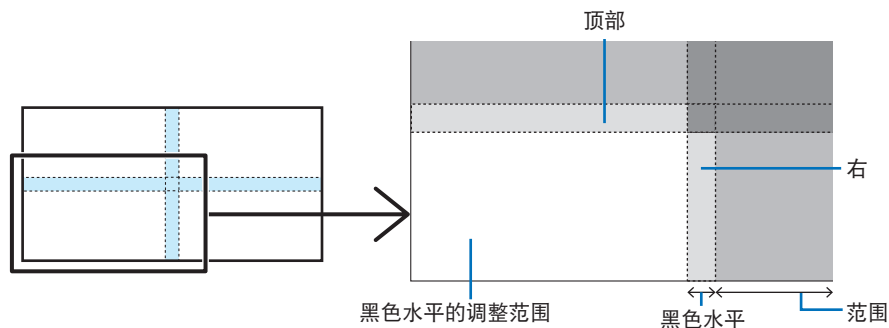 顶部
右
黑色水平的调整范围
黑色水平
范围